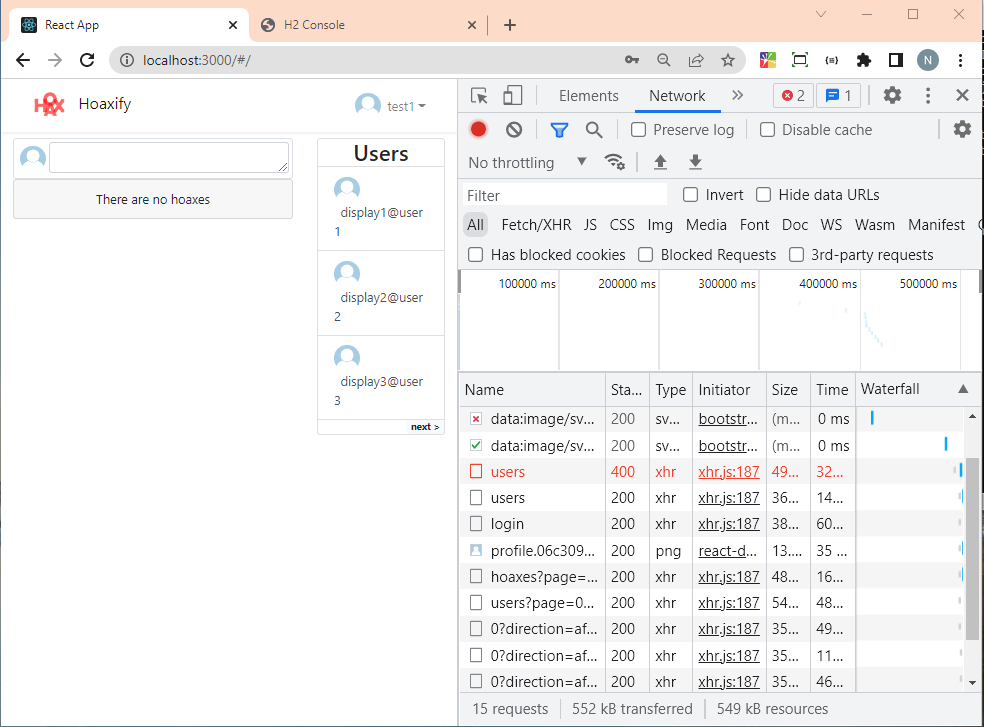 React App
H2 Console
localhost:3000/#/
N
Hoaxify
test1
There are no hoaxes
Users
display1@user
1
display2@user
2
display3@user
3
next >
Elements
Network
2
1
Preserve log
Disable cache
No throttling
Filter
Invert
Hide data URLs
All Fetch/XHR JS CSS Img Media Font Doc WS Wasm Manifest
Has blocked cookies
Blocked Requests
3rd-party requests
100000 ms 200000 ms 300000 ms 400000 ms 500000 ms
Name Sta... Type Initiator Size Time Waterfall
data:image/sv... 200 sv... bootstr... (m... 0 ms
data:image/sv... 200 sv... bootstr... (m... 0 ms
users 400 xhr xhr.js:187 49... 32...
users 200 xhr xhr.js:187 36... 14...
login 200 xhr xhr.js:187 38... 60...
profile.06c309... 200 png react-d... 13.... 35 ...
hoaxes?page=... 200 xhr xhr.js:187 48... 16...
users?page=0... 200 xhr xhr.js:187 54... 48...
0?direction=af... 200 xhr xhr.js:187 35... 49...
0?direction=af... 200 xhr xhr.js:187 35... 11...
0?direction=af... 200 xhr xhr.js:187 35... 46...
15 requests 552 kB transferred 549 kB resources